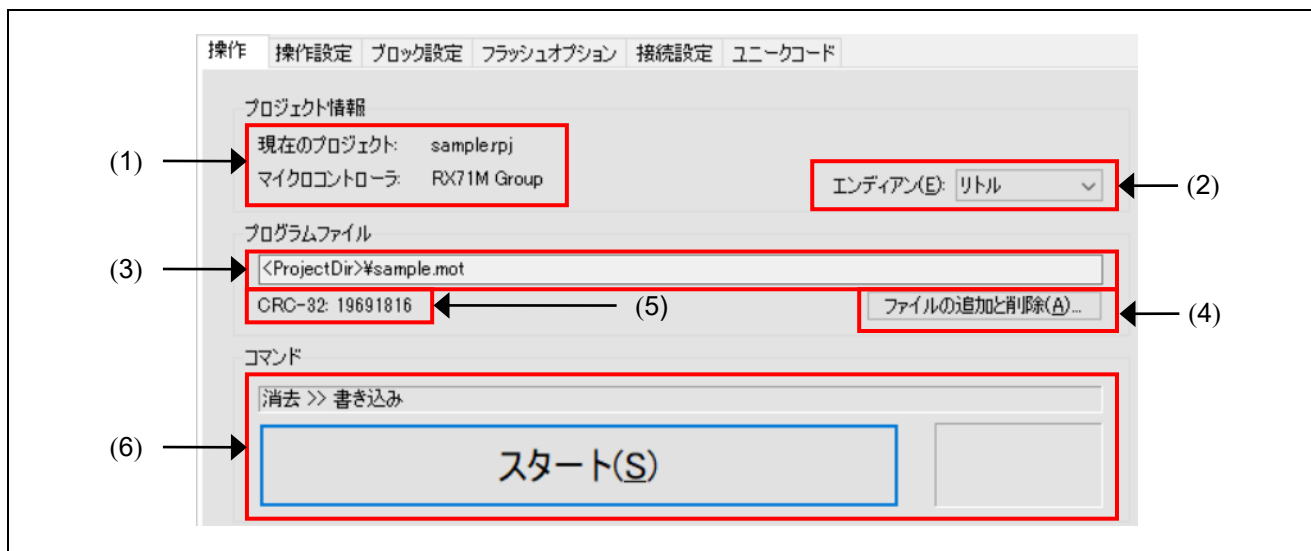 操作 操作設定 ブロック設定 フラッシュオプション 接続設定 ユニークコード
プロジェクト情報
(1)
現在のプロジェクト: sample.rpj
マイクロコントローラ: RX71M Group
エンディアン(E): リトル
(2)
プログラムファイル
(3)
<ProjectDir>¥sample.mot
CRC-32: 19691816
(5)
ファイルの追加と削除(A)...
(4)
コマンド
消去 >> 書き込み
(6)
スタート(S)